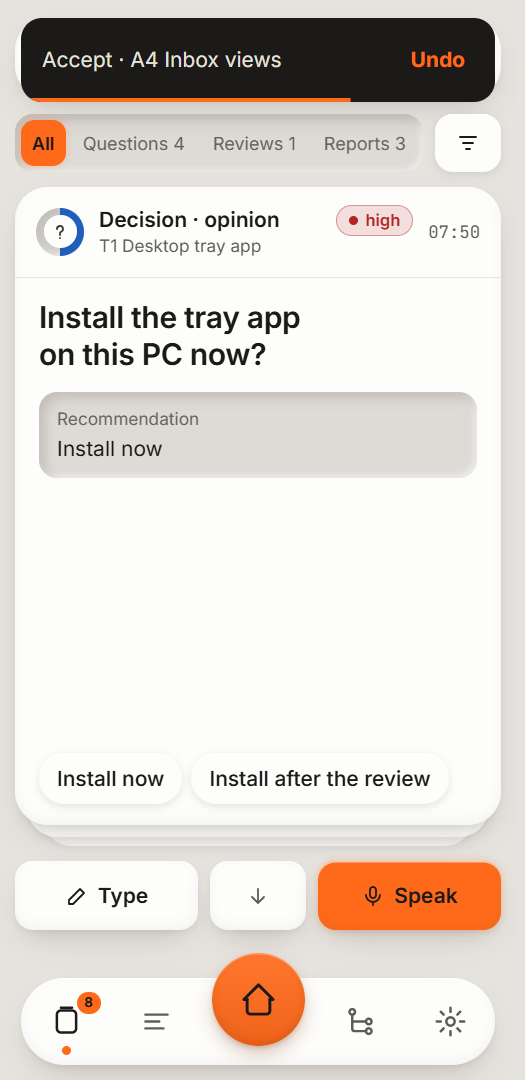 Accept · A4 Inbox views
Undo
All
Questions 4
Reviews 1
Reports 3
?
Decision · opinion
T1 Desktop tray app
high
07:50
Install the tray app
on this PC now?
Recommendation
Install now
Install now
Install after the review
Type
Speak
8